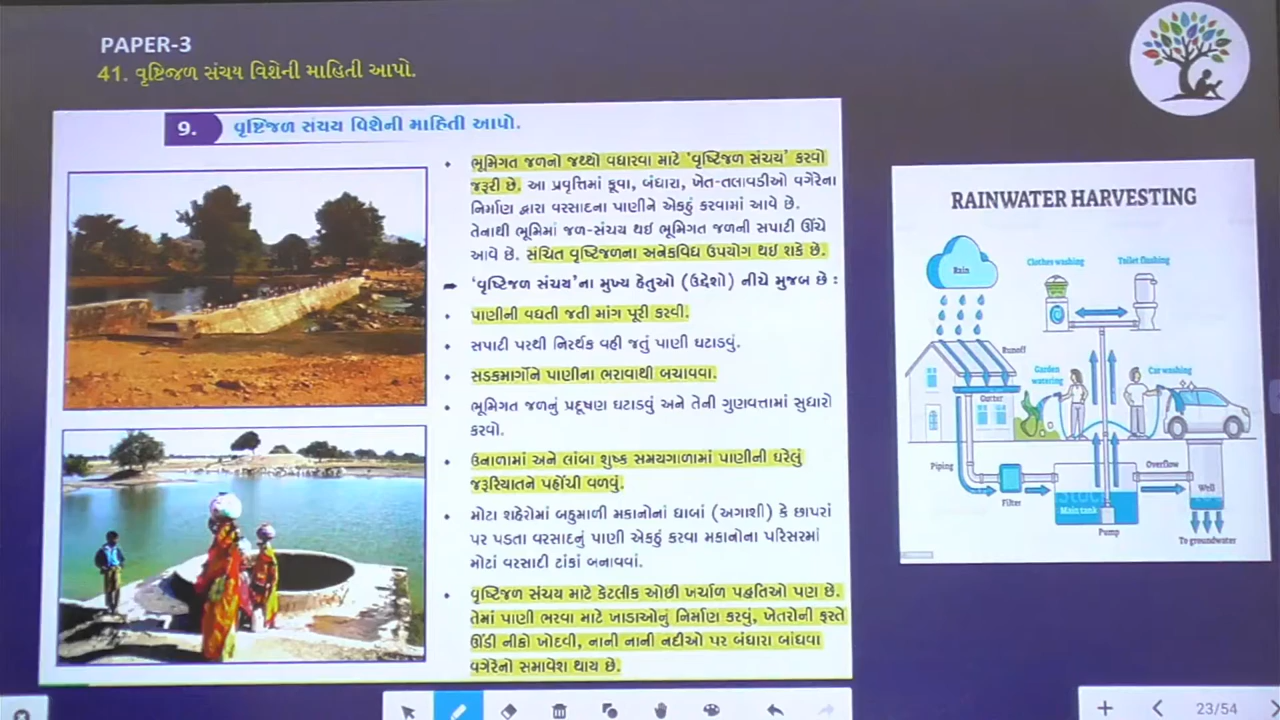 PAPER-3
41. વૃષ્ટિજળ સંચય વિશેની માહિતી આપો.
9. વૃષ્ટિજળ સંચય વિશેની માહિતી આપો.
• ભૂમિગત જળનો જથ્થો વધારવા માટે 'વૃષ્ટિજળ સંચય' કરવો
જરૂરી છે. આ પ્રવૃત્તિમાં કૂવા, બંધારા, ખેત-તલાવડીઓ વગેરેના
નિર્માણ દ્વારા વરસાદના પાણીને એકઠું કરવામાં આવે છે.
તેનાથી ભૂમિમાં જળ-સંચય થઈ ભૂમિગત જળની સપાટી ઊંચે
આવે છે. સંચિત વૃષ્ટિજળના અનેકવિધ ઉપયોગ થઈ શકે છે.
➨ 'વૃષ્ટિજળ સંચય'ના મુખ્ય હેતુઓ (ઉદ્દેશો) નીચે મુજબ છે :
• પાણીની વધતી જતી માંગ પૂરી કરવી.
• સપાટી પરથી નિરર્થક વહી જતું પાણી ઘટાડવું.
• સડકમાર્ગોને પાણીના ભરાવાથી બચાવવા.
• ભૂમિગત જળનું પ્રદૂષણ ઘટાડવું અને તેની ગુણવત્તામાં સુધારો
કરવો.
• ઉનાળામાં અને લાંબા શુષ્ક સમયગાળામાં પાણીની ઘરેલું
જરૂરિયાતને પહોંચી વળવું.
• મોટા શહેરોમાં બહુમાળી મકાનોનાં ધાબાં (અગાશી) કે છાપરાં
પર પડતા વરસાદનું પાણી એકઠું કરવા મકાનોના પરિસરમાં
મોટાં વરસાદી ટાંકાં બનાવવાં.
• વૃષ્ટિજળ સંચય માટે કેટલીક ઓછી ખર્ચાળ પદ્ધતિઓ પણ છે.
તેમાં પાણી ભરવા માટે ખાડાઓનું નિર્માણ કરવું, ખેતરોની ફરતે
ઊંડી નીકો ખોદવી, નાની નાની નદીઓ પર બંધારા બાંધવા
વગેરેનો સમાવેશ થાય છે.
RAINWATER HARVESTING
Rain
Clothes washing
Toilet flushing
Runoff
Garden
watering
Car washing
Gutter
Piping
Filter
Main tank
Pump
Overflow
Well
To groundwater
23/54